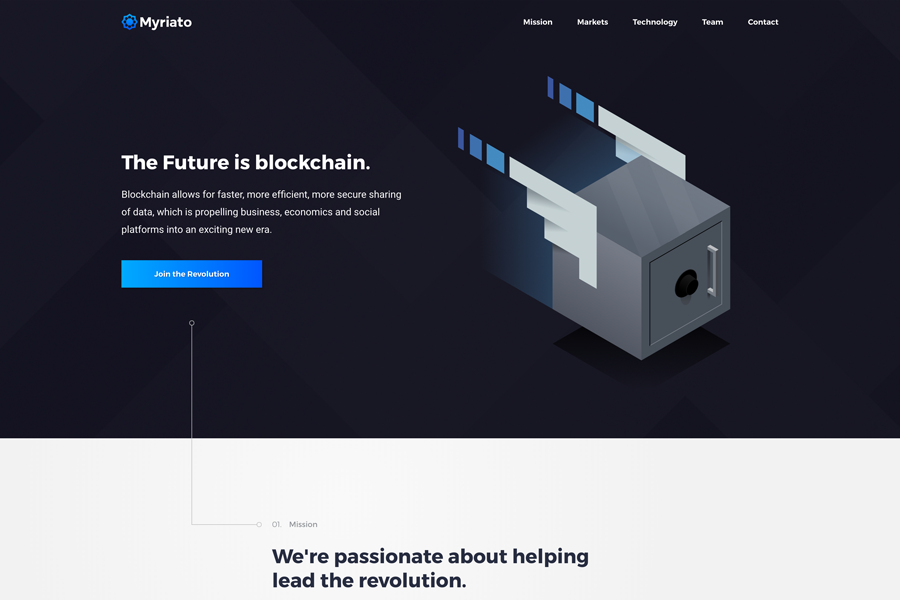 Myriato
Mission Markets Technology Team Contact
The Future is blockchain.
Blockchain allows for faster, more efficient, more secure sharing
of data, which is propelling business, economics and social
platforms into an exciting new era.
Join the Revolution
01. Mission
We're passionate about helping
lead the revolution.